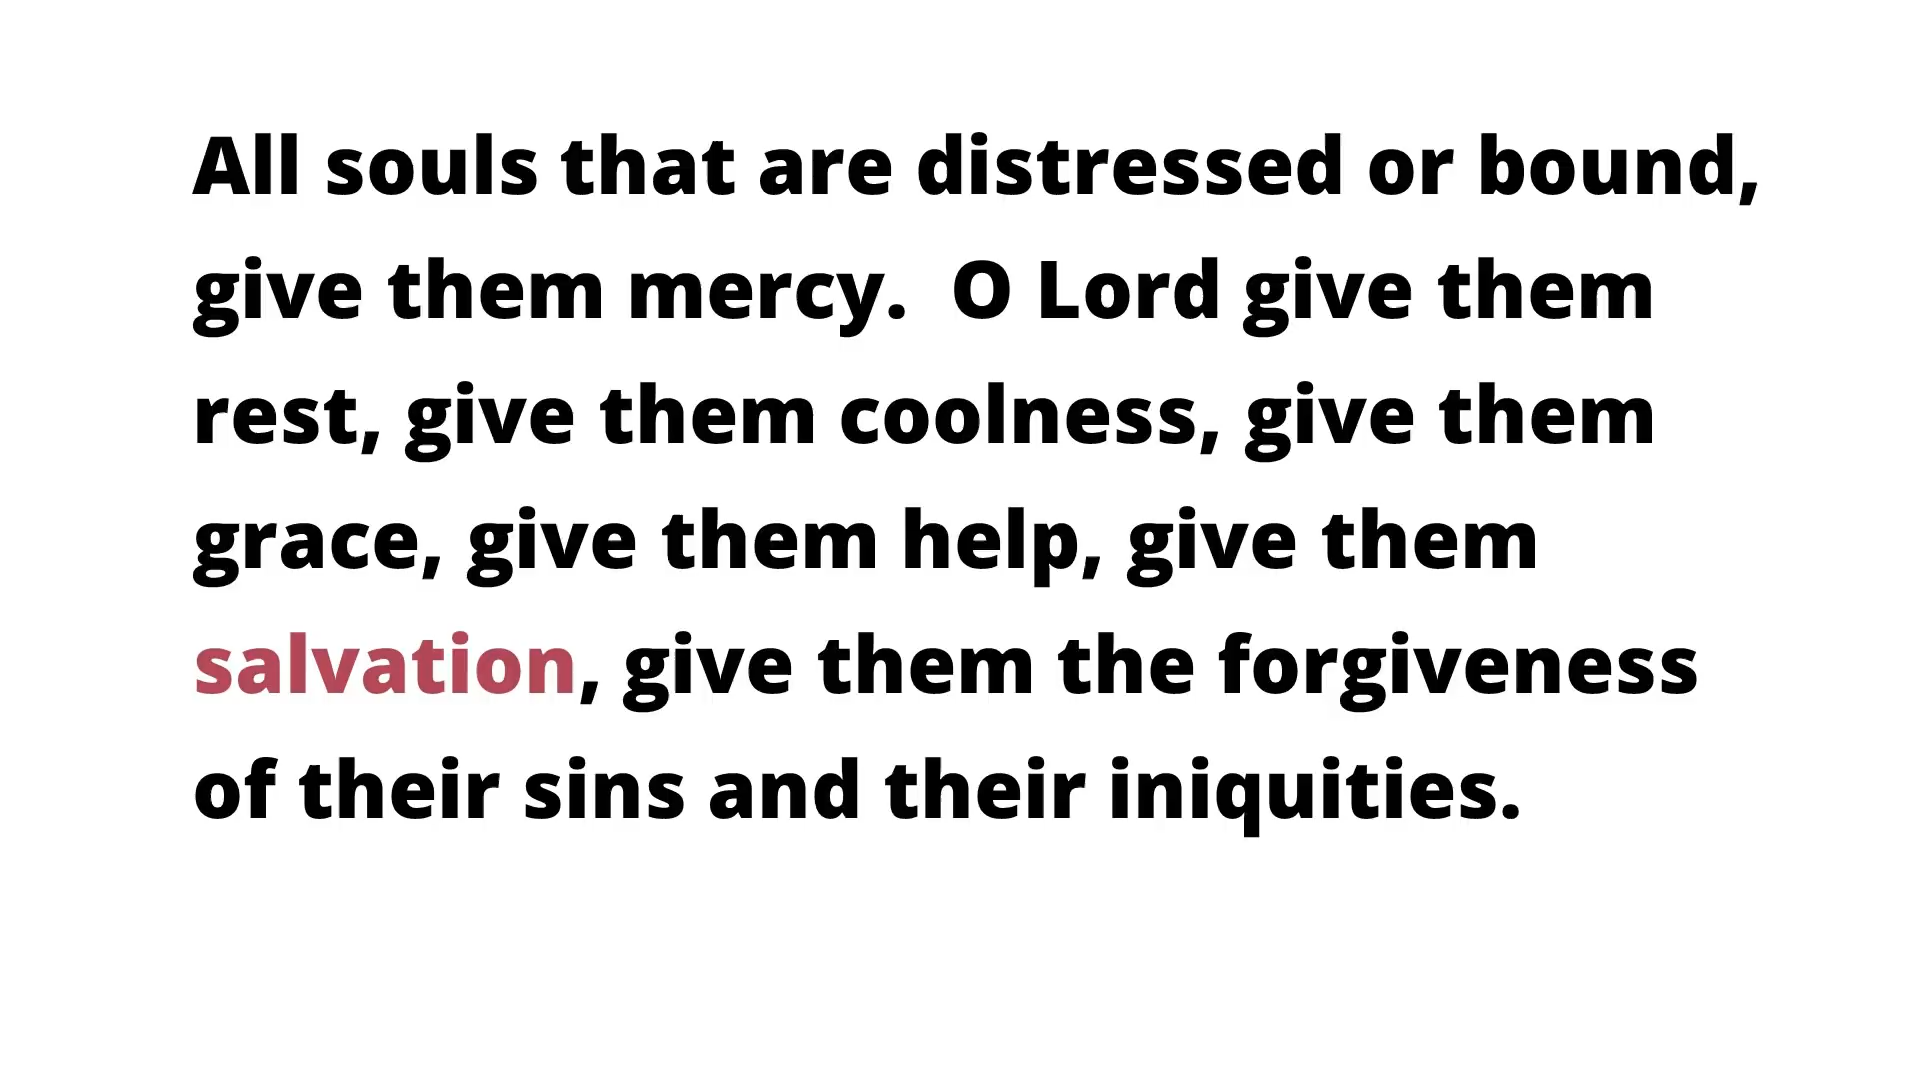 All souls that are distressed or bound,
give them mercy.  O Lord give them
rest, give them coolness, give them
grace, give them help, give them
salvation, give them the forgiveness
of their sins and their iniquities.